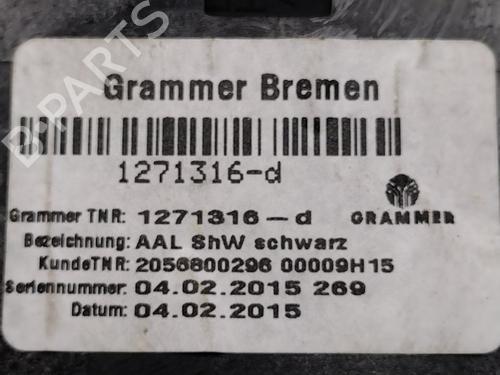 Grammer Bremen
1271316-d
Grammer TNR: 1271316-d
GRAMMER
Bezeichnung: AAL ShW schwarz
KundeTNR: 2056800296 00009H15
Seriennummer: 04.02.2015 269
Datum: 04.02.2015
B-PARTS